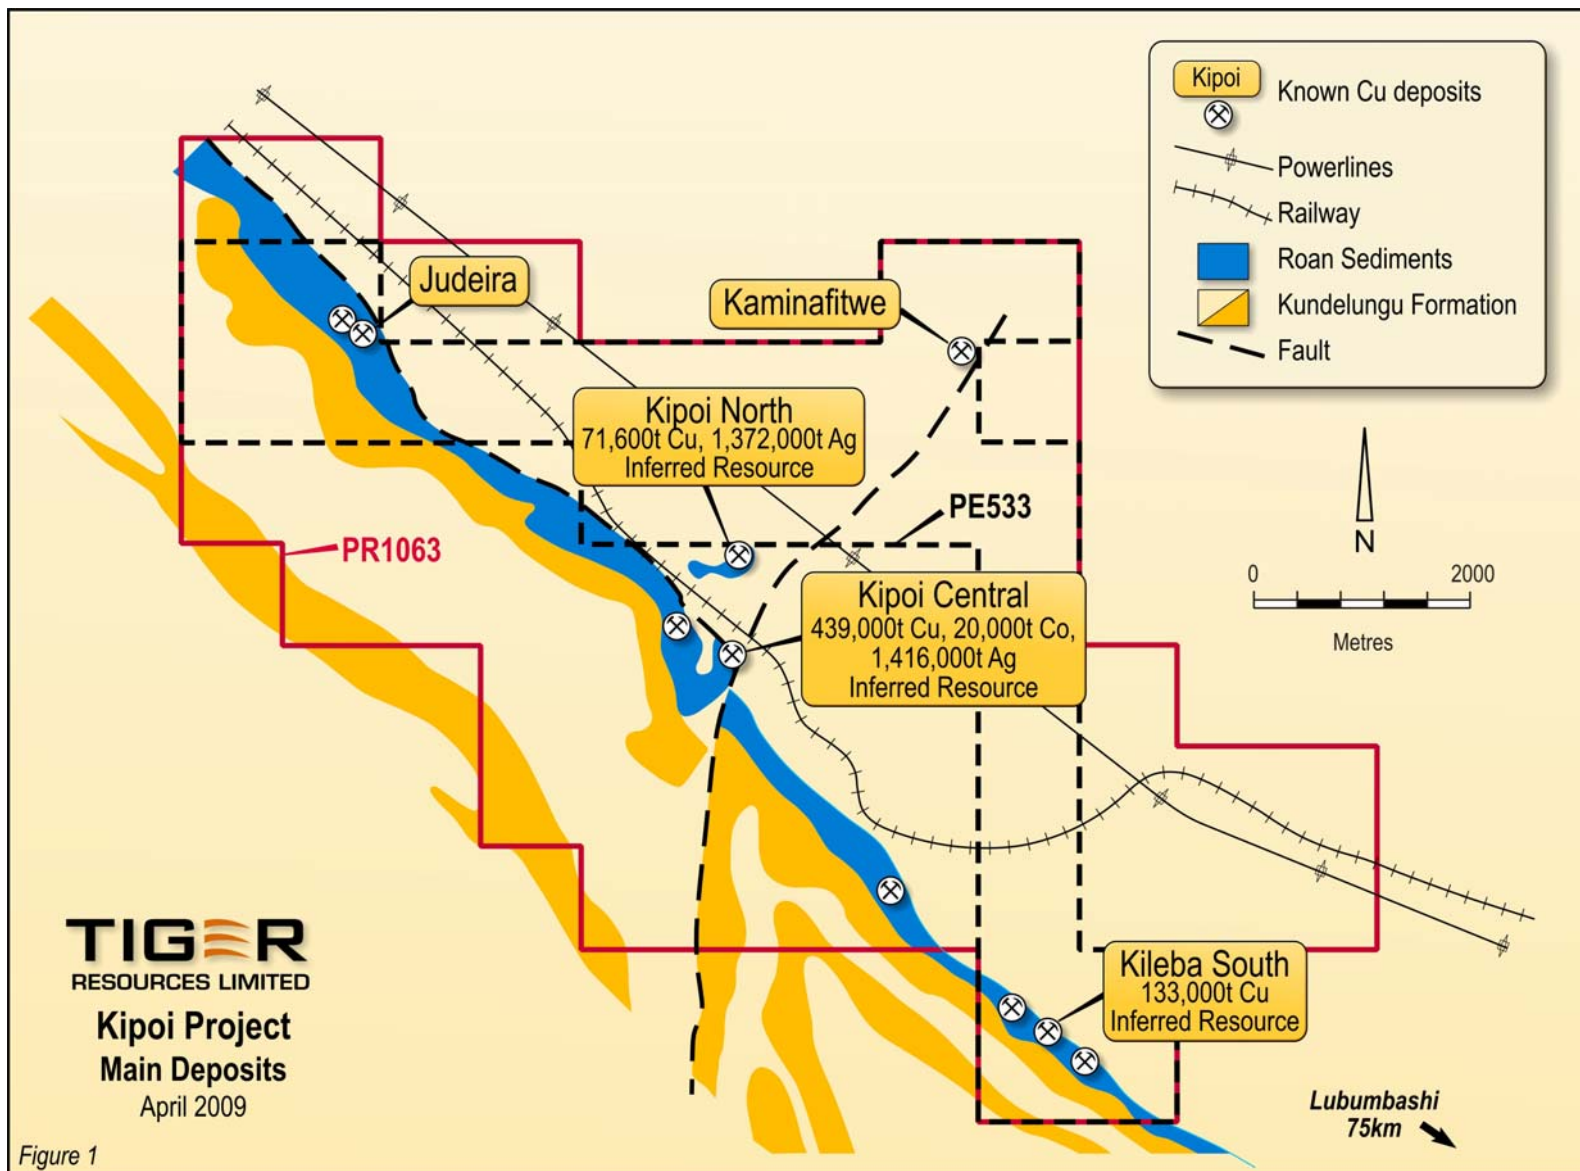 Kipoi
Known Cu deposits
Powerlines
Railway
Roan Sediments
Kundelungu Formation
Fault
Judeira
Kaminafitwe
Kipoi North
71,600t Cu, 1,372,000t Ag
Inferred Resource
PE533
PR1063
N
0 2000
Metres
Kipoi Central
439,000t Cu, 20,000t Co,
1,416,000t Ag
Inferred Resource
Kileba South
133,000t Cu
Inferred Resource
TIGER
RESOURCES LIMITED
Kipoi Project
Main Deposits
April 2009
Lubumbashi
75km
Figure 1